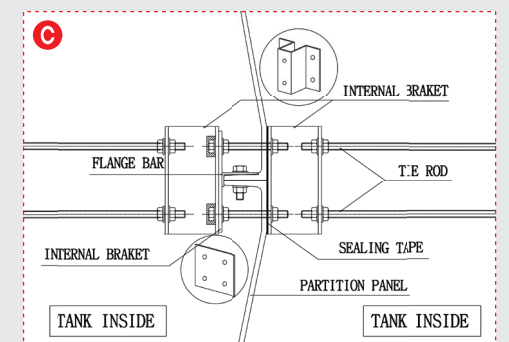 C
INTERNAL BRAKET
FLANGE BAR
TIE ROD
INTERNAL BRAKET
SEALING TAPE
PARTITION PANEL
TANK INSIDE
TANK INSIDE